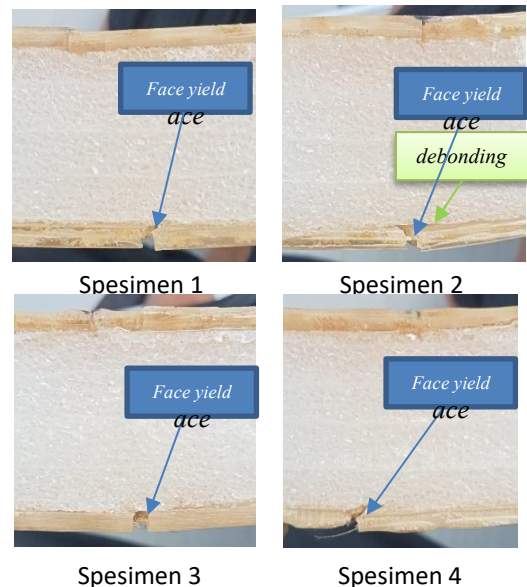 Face yield
ace
Face yield
ace
debonding
Spesimen 1
Spesimen 2
Face yield
ace
Face yield
ace
Spesimen 3
Spesimen 4